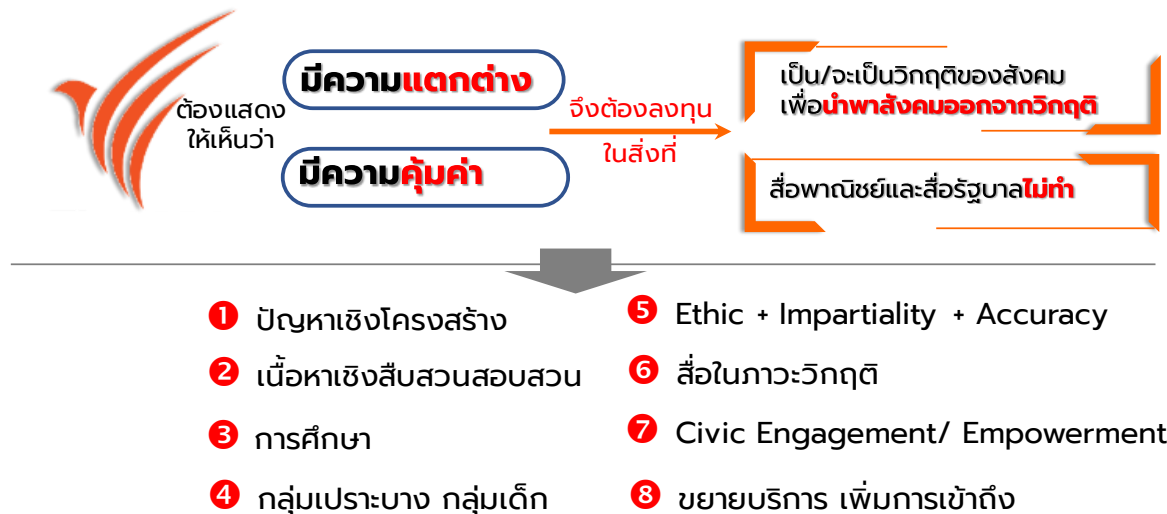 ต้องแสดง
ให้เห็นว่า
มีความแตกต่าง
มีความคุ้มค่า
จึงต้องลงทุน
ในสิ่งที่
เป็น/จะเป็นวิกฤติของสังคม
เพื่อนำพาสังคมออกจากวิกฤติ
สื่อพาณิชย์และสื่อรัฐบาลไม่ทำ
1 ปัญหาเชิงโครงสร้าง
2 เนื้อหาเชิงสืบสวนสอบสวน
3 การศึกษา
4 กลุ่มเปราะบาง กลุ่มเด็ก
5 Ethic + Impartiality + Accuracy
6 สื่อในภาวะวิกฤติ
7 Civic Engagement/ Empowerment
8 ขยายบริการ เพิ่มการเข้าถึง